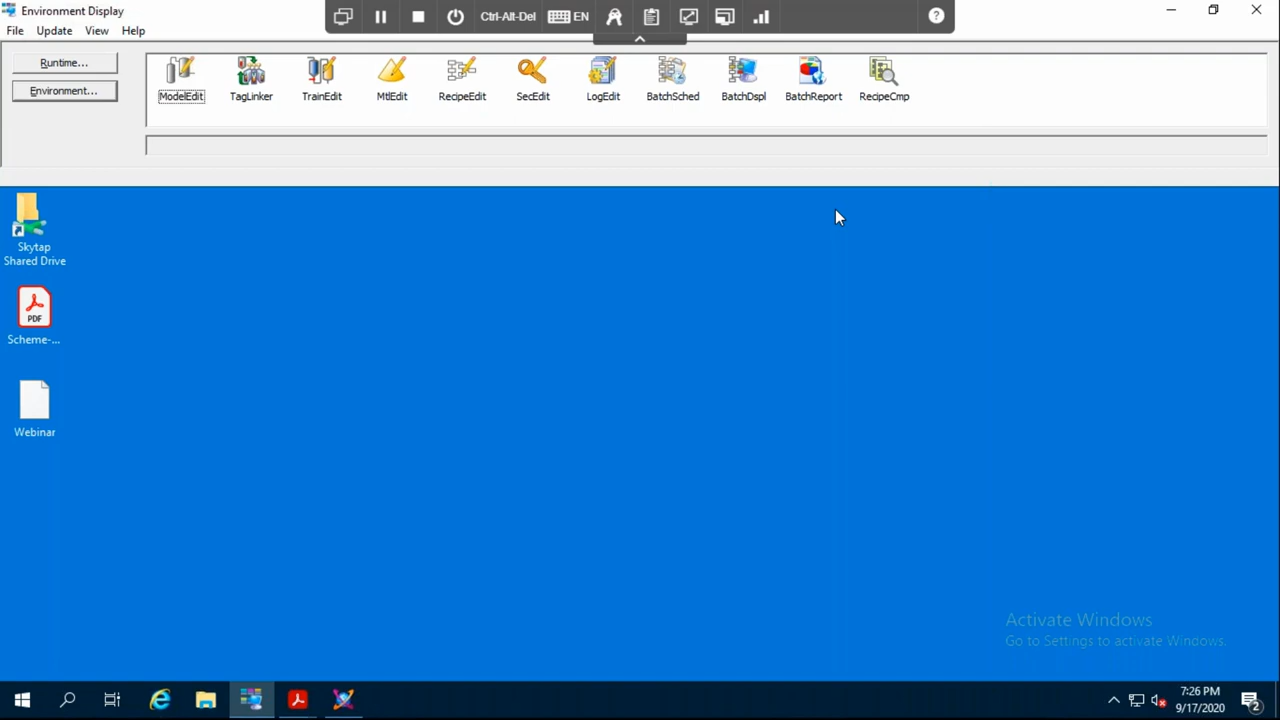 Environment Display
Ctrl-Alt-Del
EN
File Update View Help
Runtime...
Environment...
ModelEdit TagLinker TrainEdit MtlEdit RecipeEdit SecEdit LogEdit BatchSched BatchDspl BatchReport RecipeCmp
Skytap
Shared Drive
PDF
Scheme-...
Webinar
Activate Windows
Go to Settings to activate Windows.
7:26 PM
9/17/2020
2